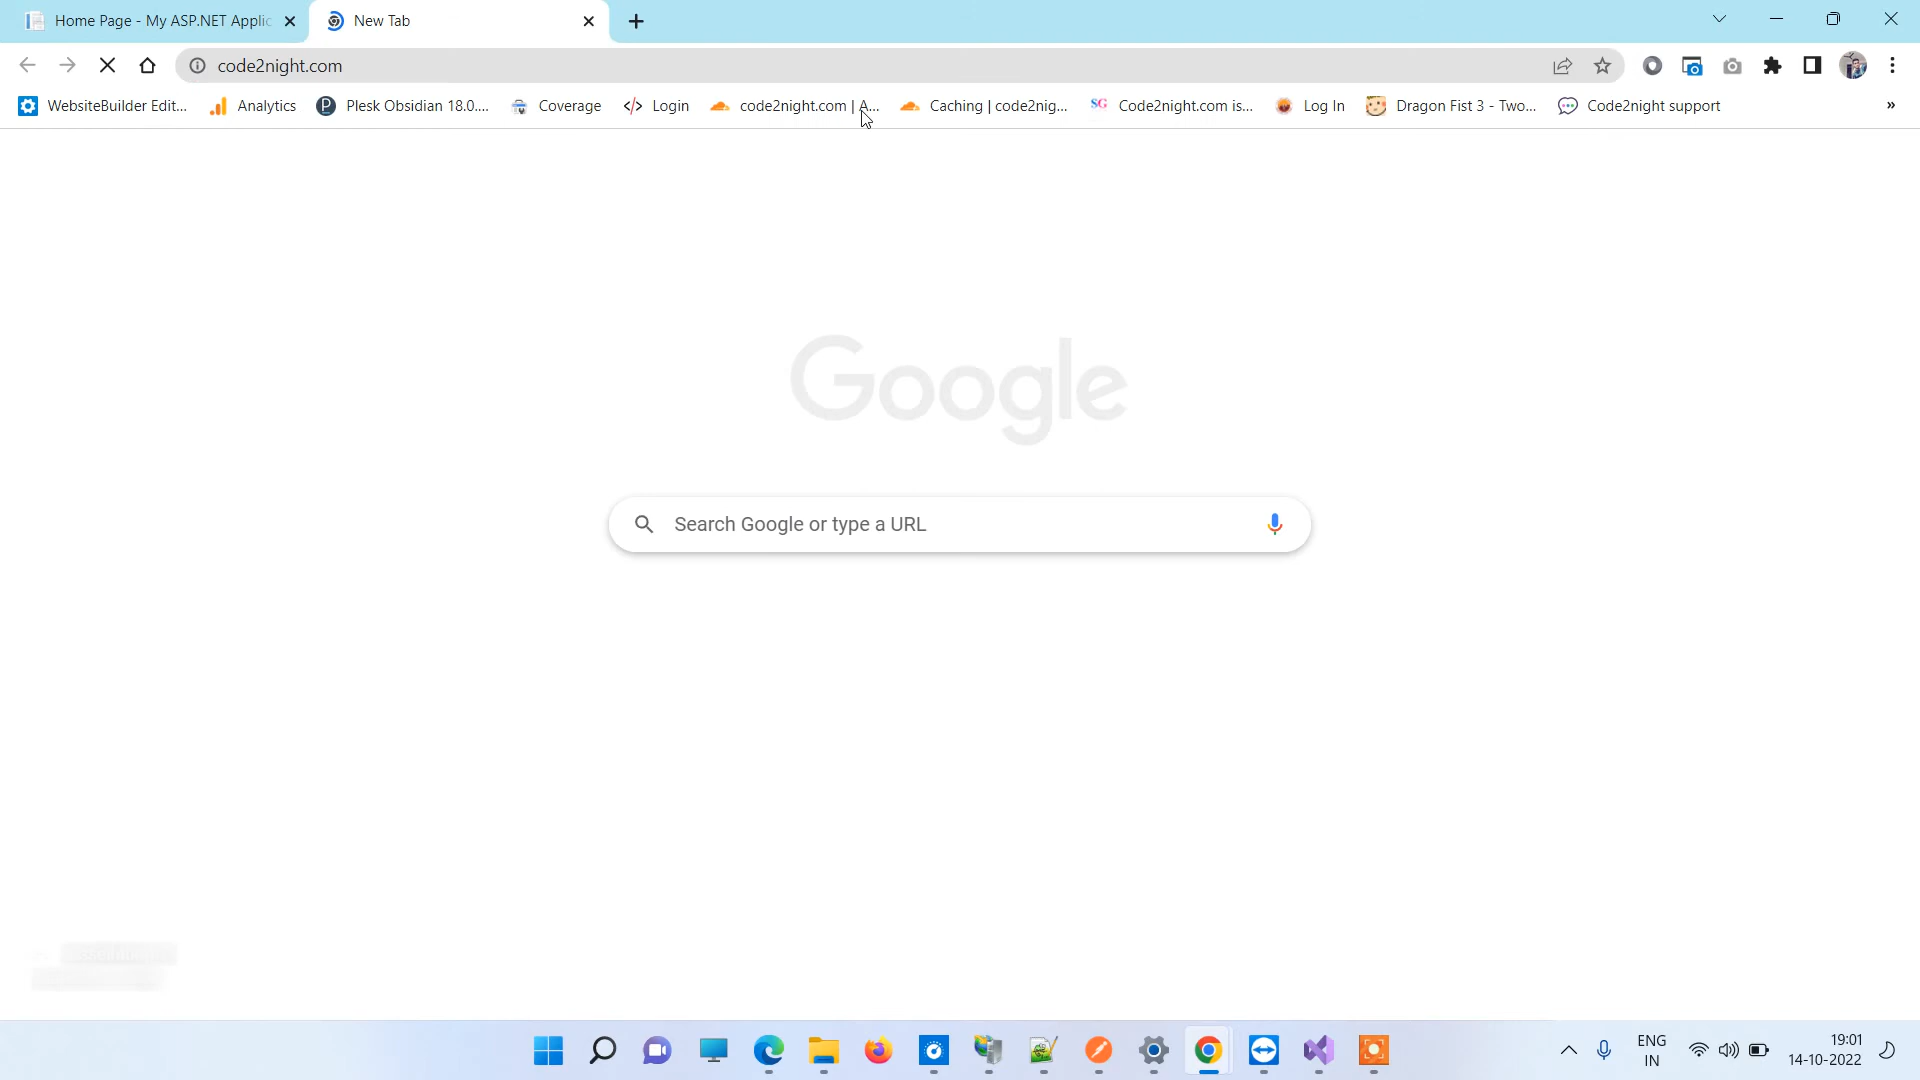 Home Page - My ASP.NET Applic
New Tab
code2night.com
WebsiteBuilder Edit...
Analytics
Plesk Obsidian 18.0....
Coverage
Login
code2night.com | A...
Caching | code2nig...
SG
Code2night.com is...
Log In
Dragon Fist 3 - Two...
Code2night support
»
Google
Search Google or type a URL
ENG
IN
19:01
14-10-2022